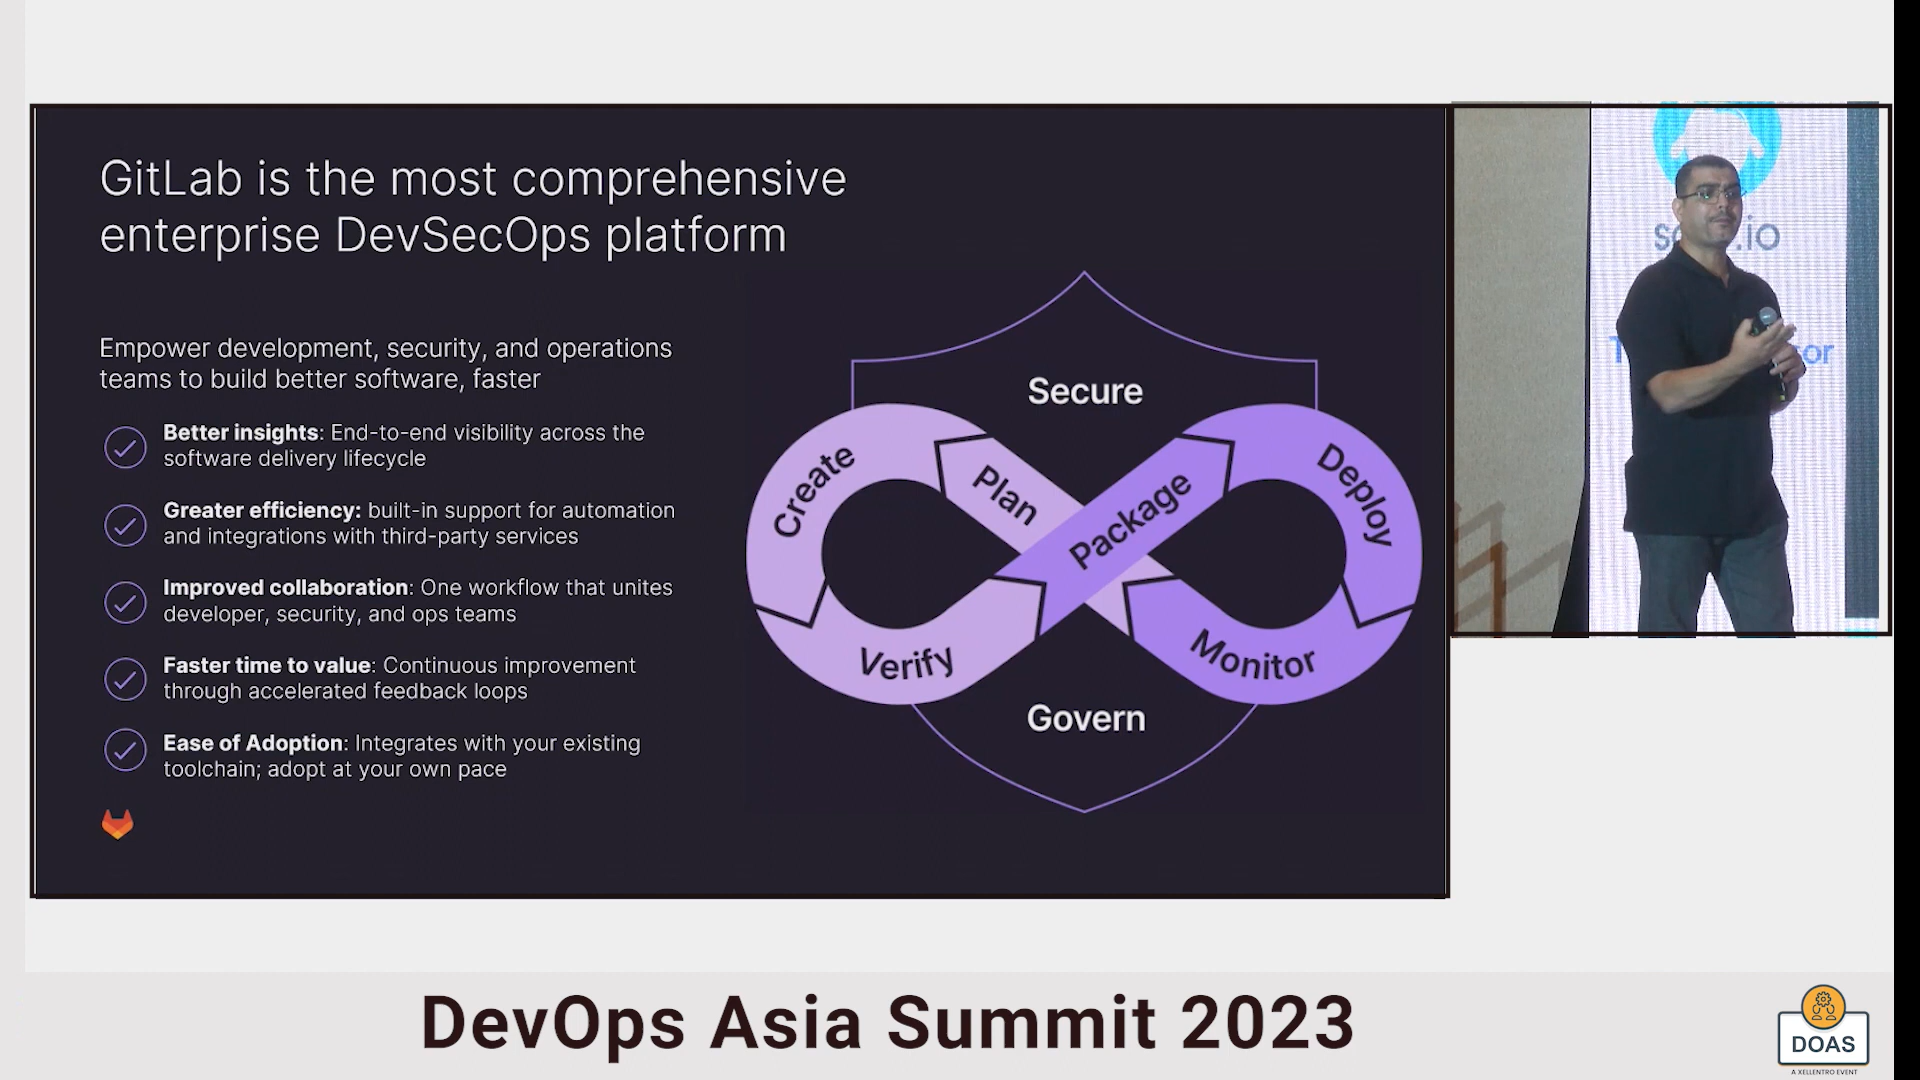 GitLab is the most comprehensive
enterprise DevSecOps platform
Empower development, security, and operations
teams to build better software, faster
Better insights: End-to-end visibility across the
software delivery lifecycle
Greater efficiency: built-in support for automation
and integrations with third-party services
Improved collaboration: One workflow that unites
developer, security, and ops teams
Faster time to value: Continuous improvement
through accelerated feedback loops
Ease of Adoption: Integrates with your existing
toolchain; adopt at your own pace
Secure
Create
Plan
Package
Deploy
Verify
Monitor
Govern
.io
or
DevOps Asia Summit 2023
DOAS
A XELLENTRO EVENT